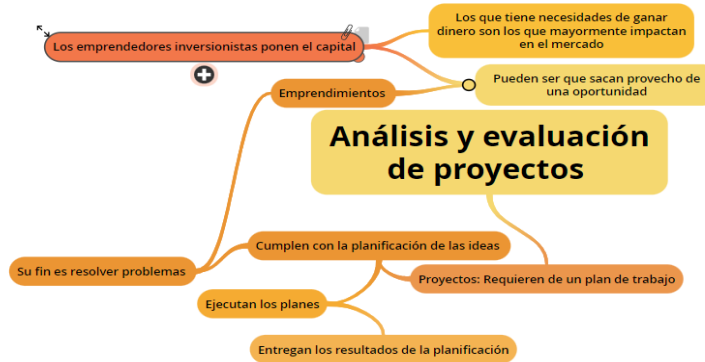 Los que tiene necesidades de ganar
dinero son los que mayormente impactan
en el mercado
Los emprendedores inversionistas ponen el capital
Pueden ser que sacan provecho de
una oportunidad
Emprendimientos
Análisis y evaluación
de proyectos
Cumplen con la planificación de las ideas
Su fin es resolver problemas
Proyectos: Requieren de un plan de trabajo
Ejecutan los planes
Entregan los resultados de la planificación